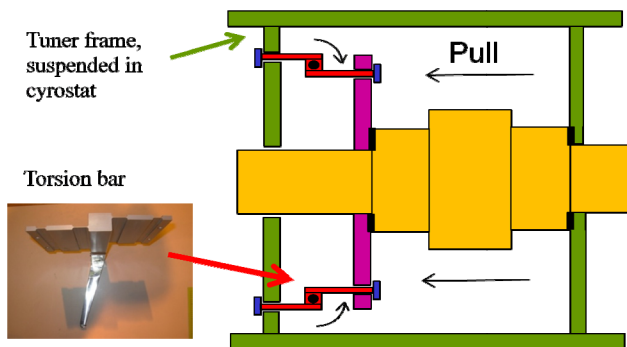 Tuner frame,
suspended in
cyrostat
Pull
Torsion bar